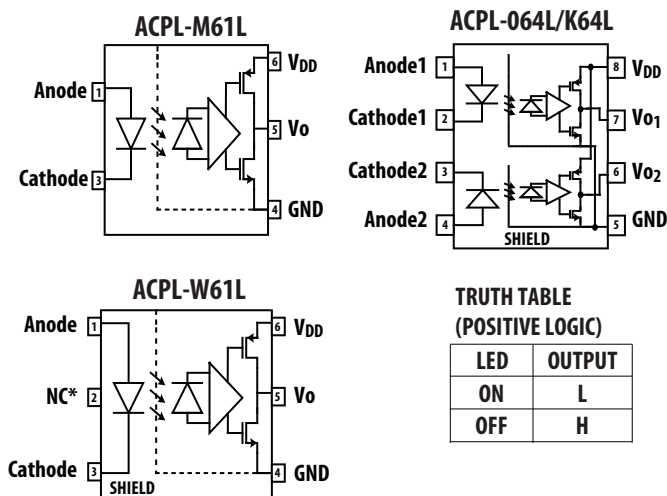 ACPL-M61L
Anode 1
Cathode 3
6 VDD
5 Vo
4 GND
ACPL-064L/K64L
Anode1 1
Cathode1 2
Cathode2 3
Anode2 4
8 VDD
7 Vo1
6 Vo2
5 GND
SHIELD
ACPL-W61L
Anode 1
NC* 2
Cathode 3
6 VDD
5 Vo
4 GND
SHIELD
TRUTH TABLE
(POSITIVE LOGIC)
LED OUTPUT
ON L
OFF H